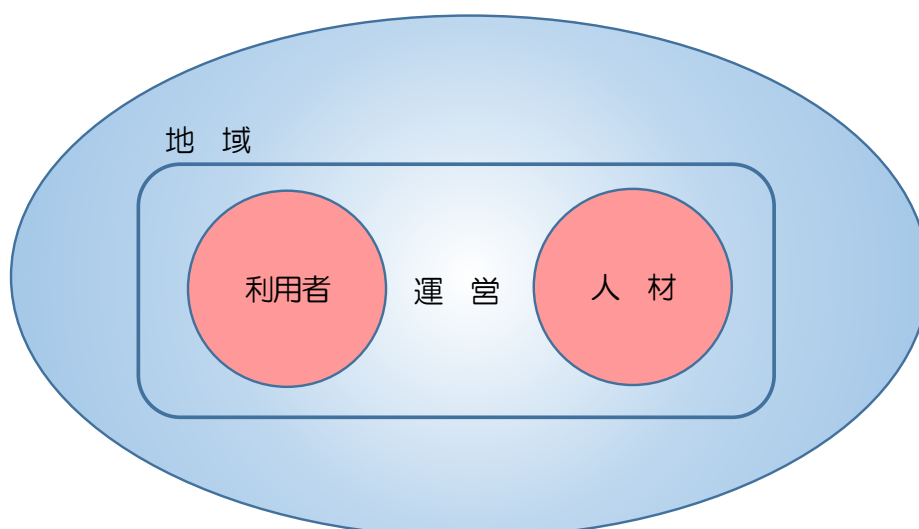 地　域
利用者
運　営
人　材